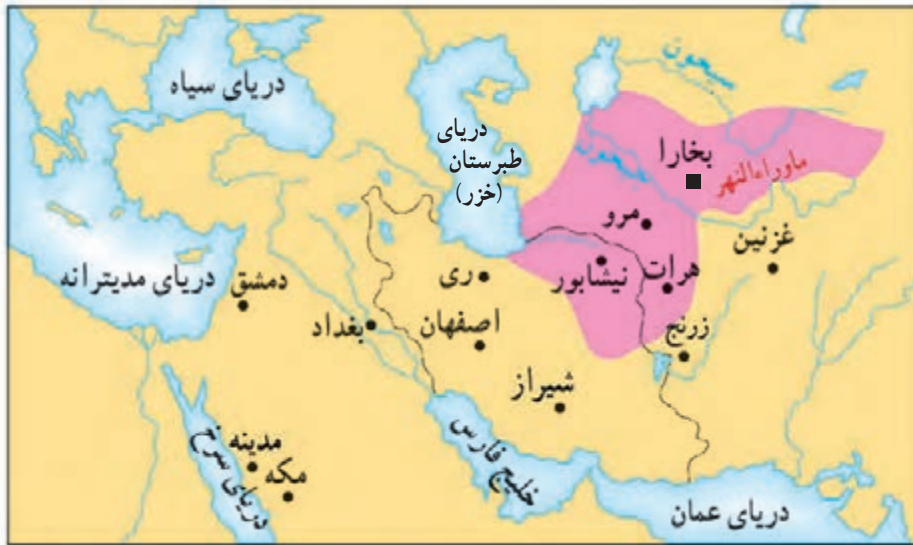 سیحون
دریای سیاه
دریای
طبرستان
(خزر)
بخارا
ماوراءالنهر
جیحون
مرو
غزنین
دریای مدیترانه
دمشق
ری
نیشابور
هرات
بغداد
اصفهان
زرنج
شیراز
مدینه
مکه
دریای سرخ
خلیج فارس
دریای عمان